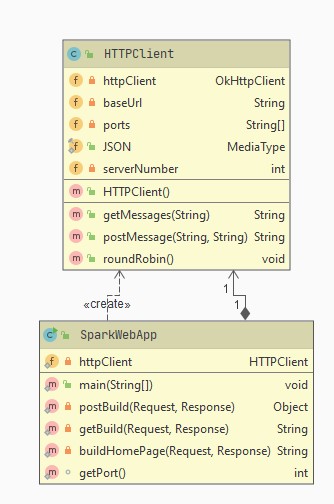 HTTPClient
httpClient OkHttpClient
baseUrl String
ports String[]
JSON MediaType
serverNumber int
HTTPClient()
getMessages(String) String
postMessage(String, String) String
roundRobin() void
1
«create» 1
SparkWebApp
httpClient HTTPClient
main(String[]) void
postBuild(Request, Response) Object
getBuild(Request, Response) String
buildHomePage(Request, Response) String
getPort() int